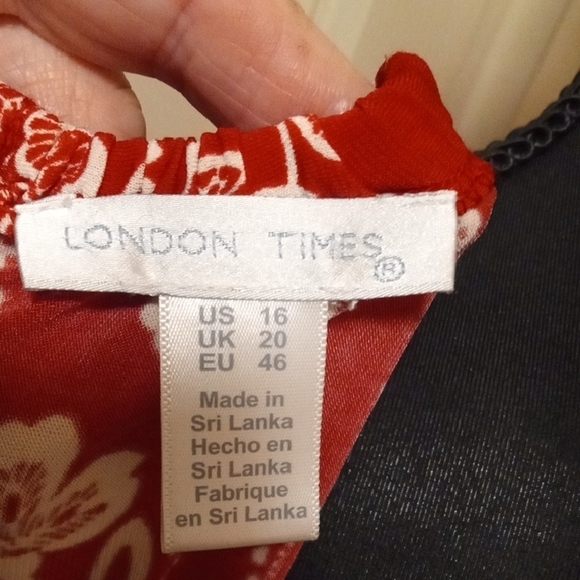 LONDON TIMES®
US 16
UK 20
EU 46
Made in
Sri Lanka
Hecho en
Sri Lanka
Fabrique
en Sri Lanka